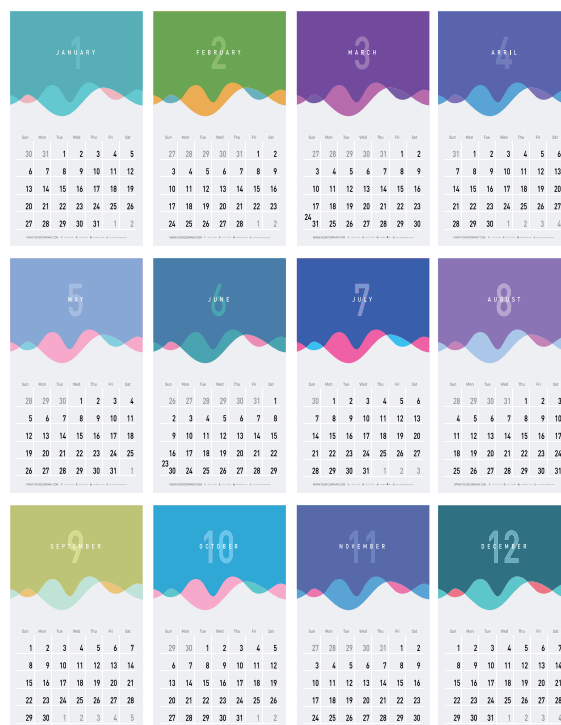 1
JANUARY
Sun Mon Tue Wed Thu Fri Sat
30 31 1 2 3 4 5
6 7 8 9 10 11 12
13 14 15 16 17 18 19
20 21 22 23 24 25 26
27 28 29 30 31 1 2
2
FEBRUARY
Sun Mon Tue Wed Thu Fri Sat
27 28 29 30 31 1 2
3 4 5 6 7 8 9
10 11 12 13 14 15 16
17 18 19 20 21 22 23
24 25 26 27 28 1 2
3
MARCH
Sun Mon Tue Wed Thu Fri Sat
27 28 29 30 31 1 2
3 4 5 6 7 8 9
10 11 12 13 14 15 16
17 18 19 20 21 22 23
24 31 25 26 27 28 29 30
4
APRIL
Sun Mon Tue Wed Thu Fri Sat
31 1 2 3 4 5 6
7 8 9 10 11 12 13
14 15 16 17 18 19 20
21 22 23 24 25 26 27
28 29 30 1 2 3 4
5
MAY
Sun Mon Tue Wed Thu Fri Sat
28 29 30 1 2 3 4
5 6 7 8 9 10 11
12 13 14 15 16 17 18
19 20 21 22 23 24 25
26 27 28 29 30 31 1
6
JUNE
Sun Mon Tue Wed Thu Fri Sat
26 27 28 29 30 31 1
2 3 4 5 6 7 8
9 10 11 12 13 14 15
16 17 18 19 20 21 22
23 30 24 25 26 27 28 29
7
JULY
Sun Mon Tue Wed Thu Fri Sat
30 1 2 3 4 5 6
7 8 9 10 11 12 13
14 15 16 17 18 19 20
21 22 23 24 25 26 27
28 29 30 31 1 2 3
8
AUGUST
Sun Mon Tue Wed Thu Fri Sat
28 29 30 31 1 2 3
4 5 6 7 8 9 10
11 12 13 14 15 16 17
18 19 20 21 22 23 24
25 26 27 28 29 30 31
9
SEPTEMBER
Sun Mon Tue Wed Thu Fri Sat
1 2 3 4 5 6 7
8 9 10 11 12 13 14
15 16 17 18 19 20 21
22 23 24 25 26 27 28
29 30 1 2 3 4 5
10
OCTOBER
Sun Mon Tue Wed Thu Fri Sat
29 30 1 2 3 4 5
6 7 8 9 10 11 12
13 14 15 16 17 18 19
20 21 22 23 24 25 26
27 28 29 30 31 1 2
11
NOVEMBER
Sun Mon Tue Wed Thu Fri Sat
27 28 29 30 31 1 2
3 4 5 6 7 8 9
10 11 12 13 14 15 16
17 18 19 20 21 22 23
24 25 26 27 28 29 30
12
DECEMBER
Sun Mon Tue Wed Thu Fri Sat
1 2 3 4 5 6 7
8 9 10 11 12 13 14
15 16 17 18 19 20 21
22 23 24 25 26 27 28
29 30 31 1 2 3 4